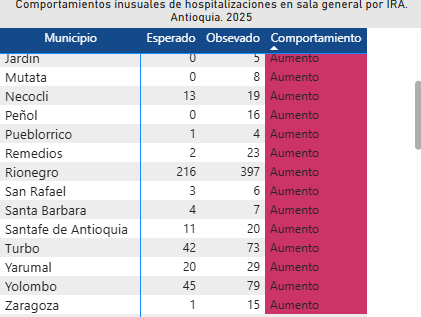 Comportamientos inusuales de hospitalizaciones en sala general por IRA.
Antioquia. 2025
Municipio Esperado Obsevado Comportamiento
Jardin 0 5 Aumento
Mutata 0 8 Aumento
Necocli 13 19 Aumento
Peñol 0 16 Aumento
Pueblorrico 1 4 Aumento
Remedios 2 23 Aumento
Rionegro 216 397 Aumento
San Rafael 3 6 Aumento
Santa Barbara 4 7 Aumento
Santafe de Antioquia 11 20 Aumento
Turbo 42 73 Aumento
Yarumal 20 29 Aumento
Yolombo 45 79 Aumento
Zaragoza 1 15 Aumento